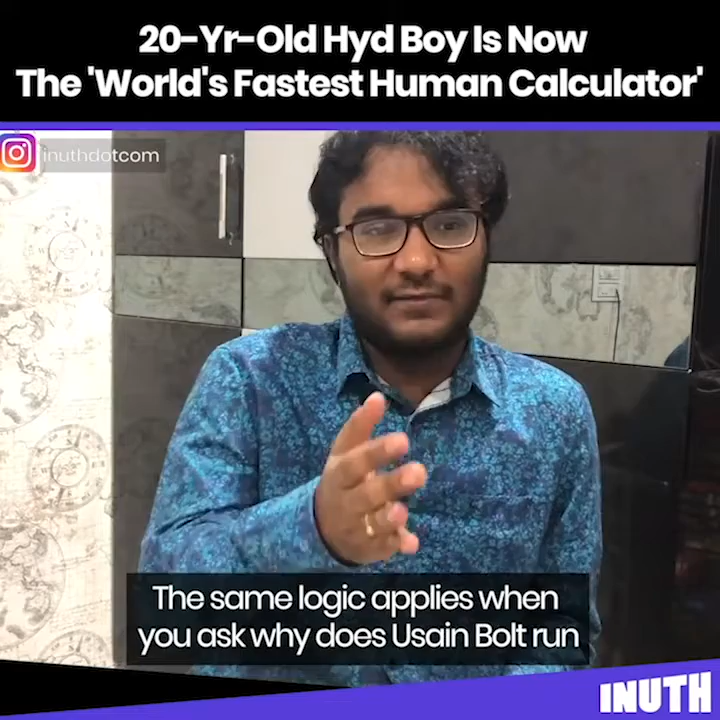 20-Yr-Old Hyd Boy Is Now
The 'World's Fastest Human Calculator'
inuthdotcom
The same logic applies when
you ask why does Usain Bolt run
INUTH